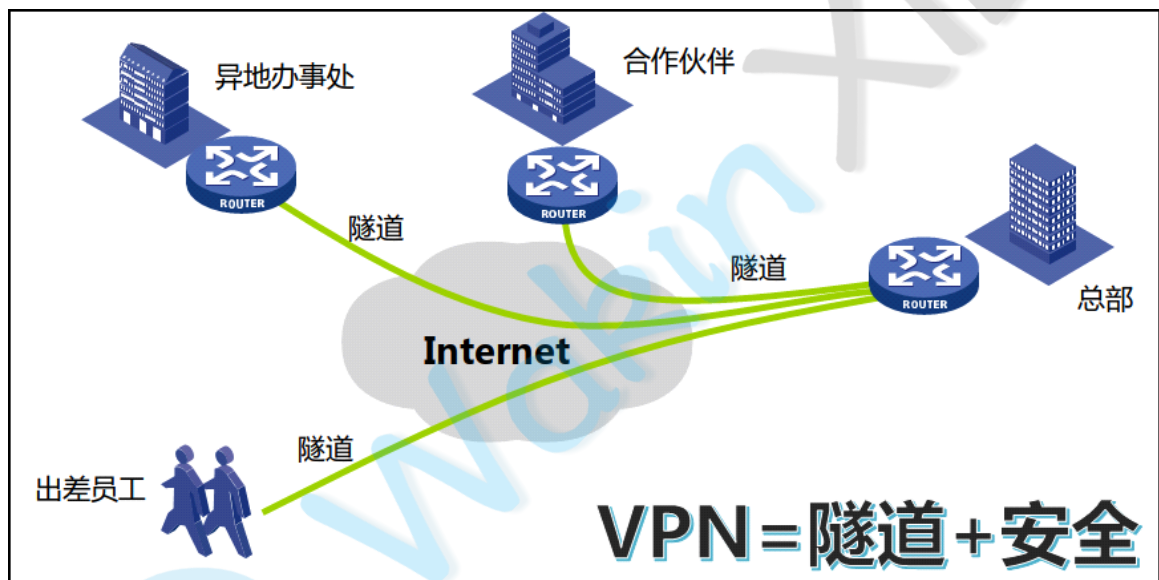 异地办事处
合作伙伴
ROUTER
ROUTER
隧道
隧道
ROUTER
总部
Internet
隧道
出差员工
VPN=隧道+安全
Wakin